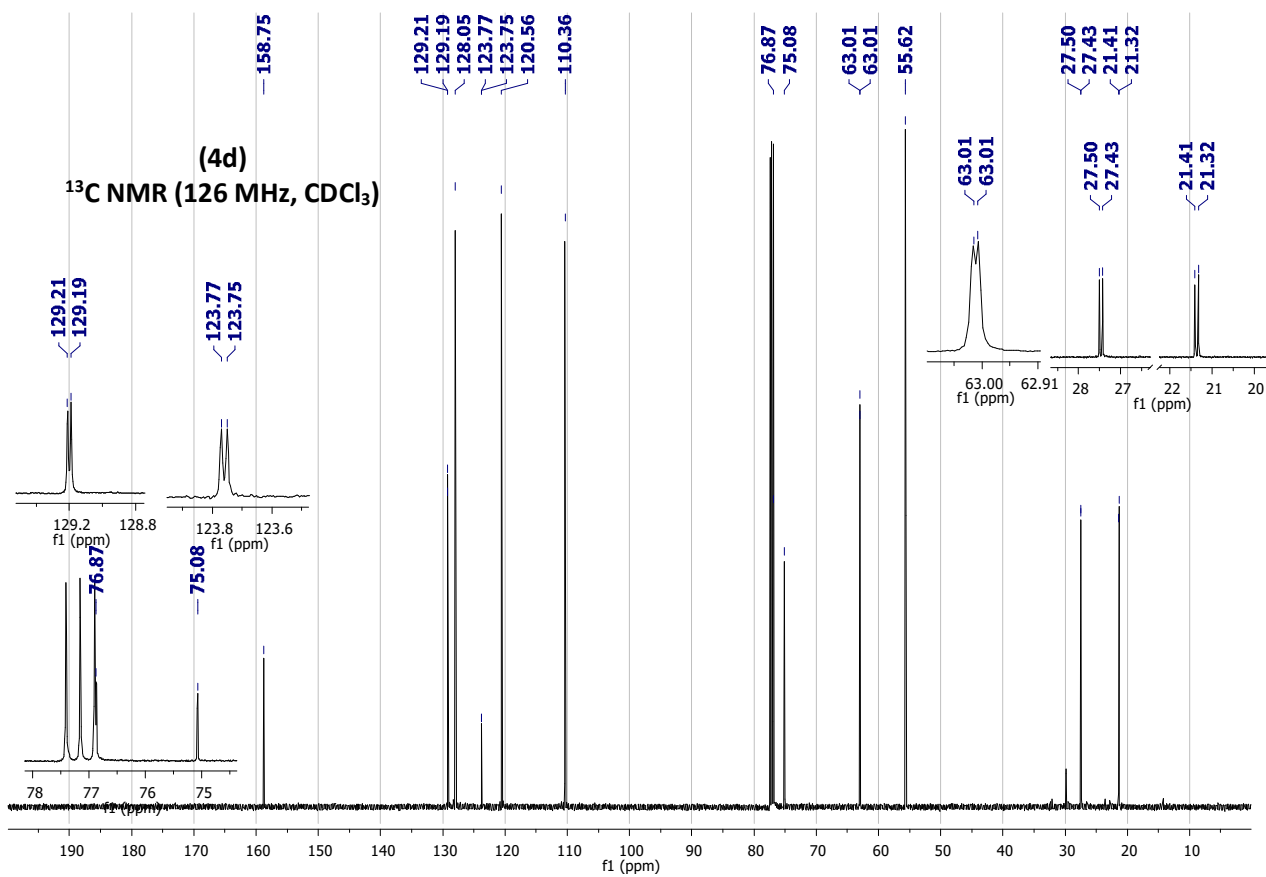 158.75
129.21
129.19
128.05
123.77
123.75
120.56
110.36
76.87
75.08
63.01
63.01
55.62
27.50
27.43
21.41
21.32
(4d)
¹³C NMR (126 MHz, CDCl₃)
63.01
63.01
27.50
27.43
21.41
21.32
63.00 62.91
f1 (ppm)
28 27 22 21 20
f1 (ppm)
129.21
129.19
123.77
123.75
129.2 128.8
f1 (ppm)
123.8 123.6
f1 (ppm)
76.87
75.08
78 77 76 75
f1 (ppm)
190 180 170 160 150 140 130 120 110 100 90 80 70 60 50 40 30 20 10
f1 (ppm)